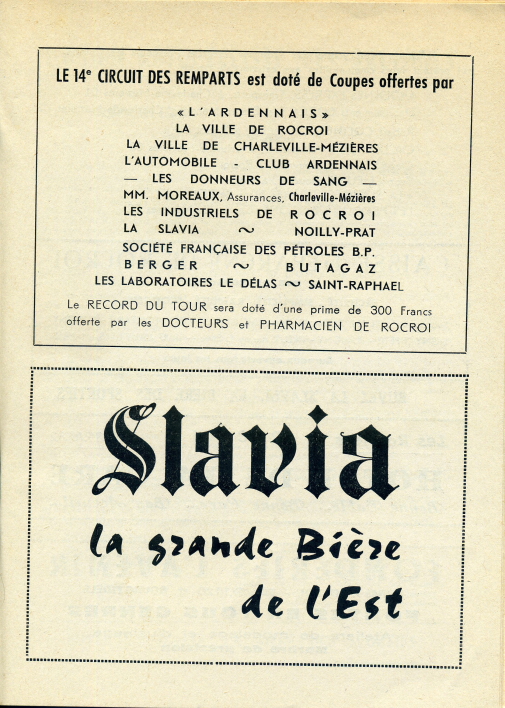 LE 14e CIRCUIT DES REMPARTS est doté de Coupes offertes par
«L'ARDENNAIS»
LA VILLE DE ROCROI
LA VILLE DE CHARLEVILLE-MÉZIÈRES
L'AUTOMOBILE - CLUB ARDENNAIS
— LES DONNEURS DE SANG —
MM. MOREAUX, Assurances, Charleville-Mézières
LES INDUSTRIELS DE ROCROI
LA SLAVIA ~ NOILLY-PRAT
SOCIÉTÉ FRANÇAISE DES PÉTROLES B.P.
BERGER ~ BUTAGAZ
LES LABORATOIRES LE DÉLAS ~ SAINT-RAPHAEL
Le RECORD DU TOUR sera doté d'une prime de 300 Francs
offerte par les DOCTEURS et PHARMACIEN DE ROCROI
Slavia
la grande Bière
de l'Est